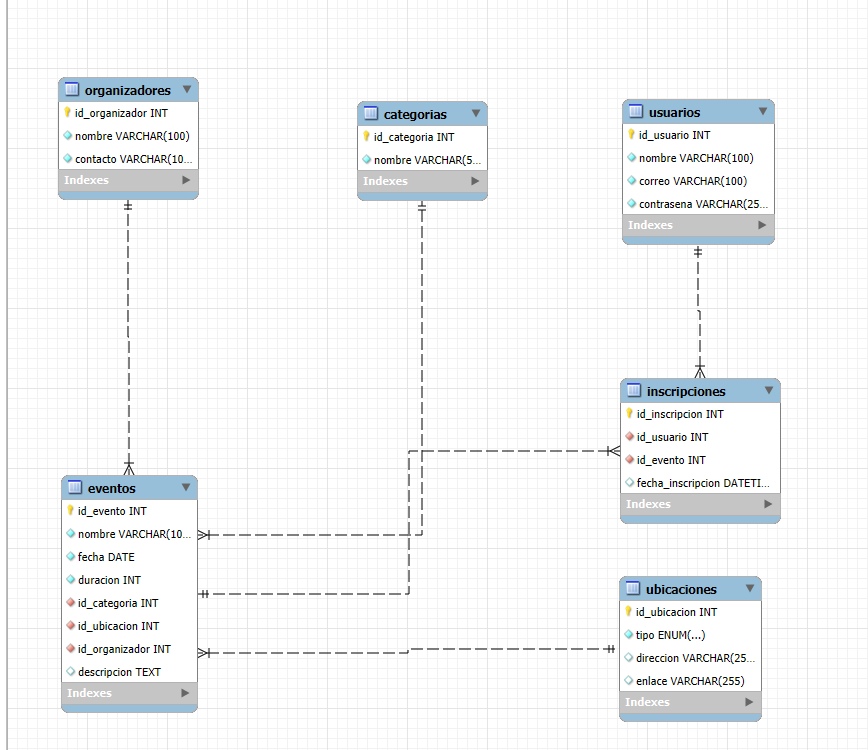 organizadores
id_organizador INT
nombre VARCHAR(100)
contacto VARCHAR(10...
Indexes
categorias
id_categoria INT
nombre VARCHAR(5...
Indexes
usuarios
id_usuario INT
nombre VARCHAR(100)
correo VARCHAR(100)
contrasena VARCHAR(25...
Indexes
inscripciones
id_inscripcion INT
id_usuario INT
id_evento INT
fecha_inscripcion DATETI...
Indexes
eventos
id_evento INT
nombre VARCHAR(10...
fecha DATE
duracion INT
id_categoria INT
id_ubicacion INT
id_organizador INT
descripcion TEXT
Indexes
ubicaciones
id_ubicacion INT
tipo ENUM(...)
direccion VARCHAR(25...
enlace VARCHAR(255)
Indexes